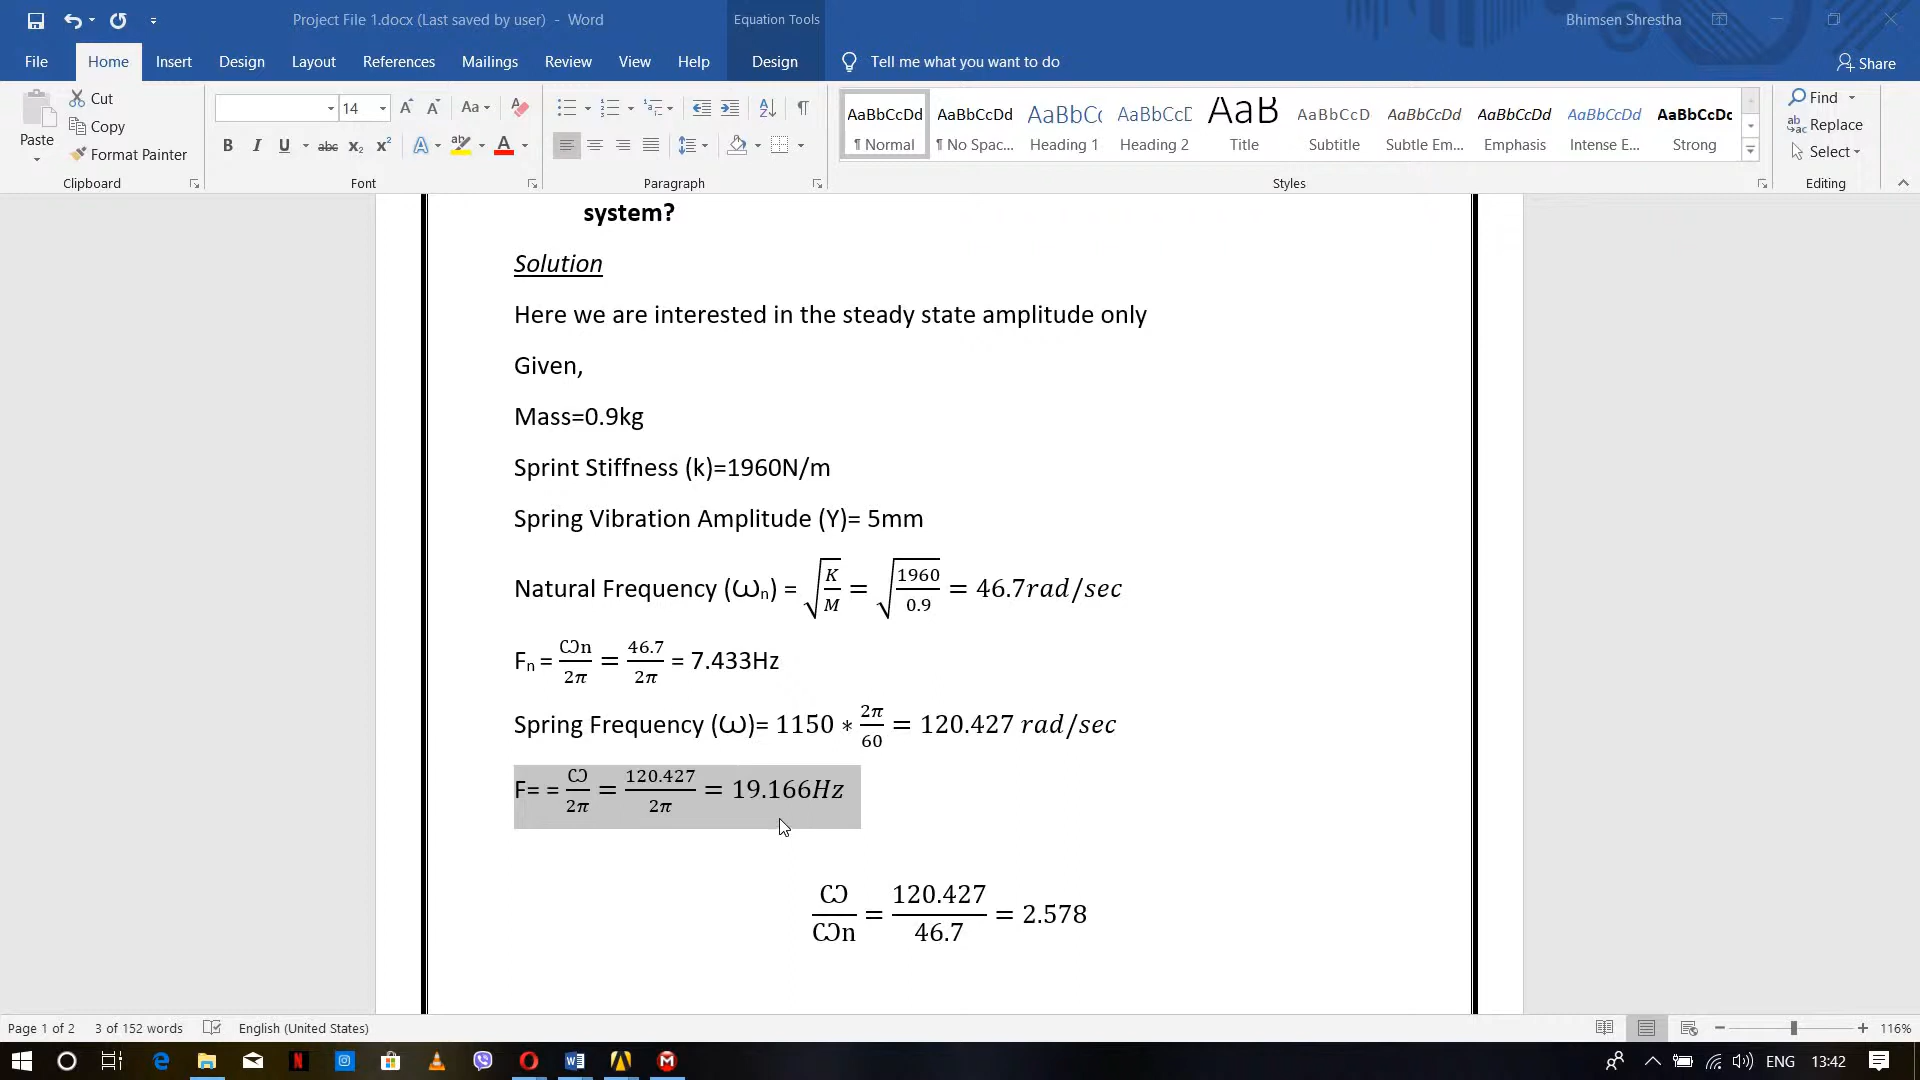 Project File 1.docx (Last saved by user) - Word
Equation Tools
Bhimsen Shrestha
File Home Insert Design Layout References Mailings Review View Help Design Tell me what you want to do Share
Paste
Cut
Copy
Format Painter
Clipboard
14
Font
Paragraph
AaBbCcDd AaBbCcDd AaBbCc AaBbCcE AaB AaBbCcD AaBbCcDd AaBbCcDd AaBbCcDd AaBbCcDc
¶ Normal ¶ No Spac... Heading 1 Heading 2 Title Subtitle Subtle Em... Emphasis Intense E... Strong
Styles
Find
Replace
Select
Editing
system?
Solution
Here we are interested in the steady state amplitude only
Given,
Mass=0.9kg
Sprint Stiffness (k)=1960N/m
Spring Vibration Amplitude (Y)= 5mm
Natural Frequency (Ѡn) = √(K/M) = √(1960/0.9) = 46.7rad/sec
Fn = Ѡn/2π = 46.7/2π = 7.433Hz
Spring Frequency (Ѡ)= 1150 * 2π/60 = 120.427 rad/sec
F= = Ѡ/2π = 120.427/2π = 19.166Hz
Ѡ/Ѡn = 120.427/46.7 = 2.578
Page 1 of 2 3 of 152 words English (United States) 116%
ENG 13:42